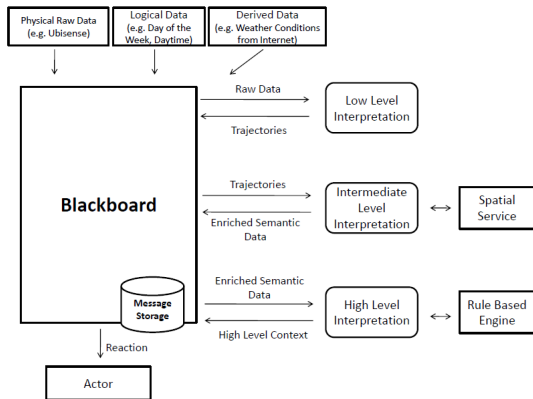 Physical Raw Data
(e.g. Ubisense)
Logical Data
(e.g. Day of the
Week, Daytime)
Derived Data
(e.g. Weather Conditions
from Internet)
Raw Data
Trajectories
Low Level
Interpretation
Blackboard
Trajectories
Enriched Semantic
Data
Intermediate
Level
Interpretation
Spatial
Service
Message
Storage
Enriched Semantic
Data
High Level Context
High Level
Interpretation
Rule Based
Engine
Reaction
Actor